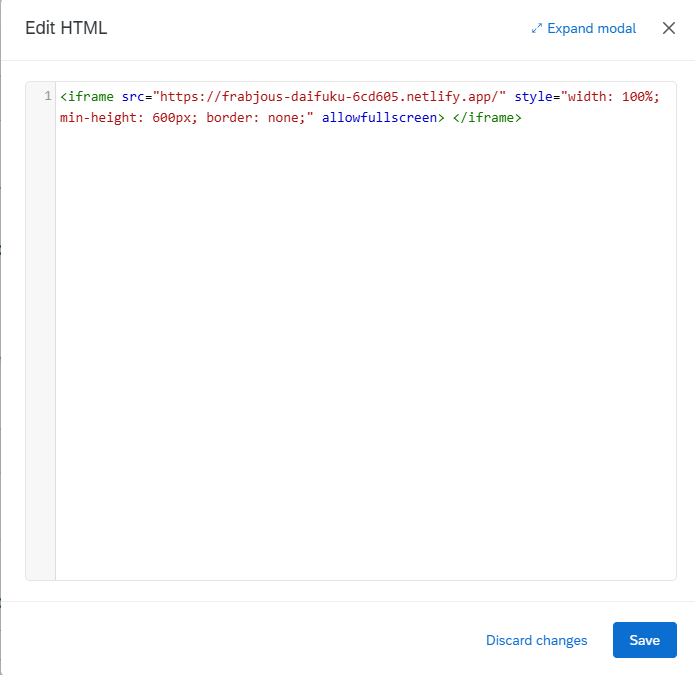 Edit HTML
Expand modal
1 <iframe src="https://frabjous-daifuku-6cd605.netlify.app/" style="width: 100%;
min-height: 600px; border: none;" allowfullscreen> </iframe>
Discard changes
Save